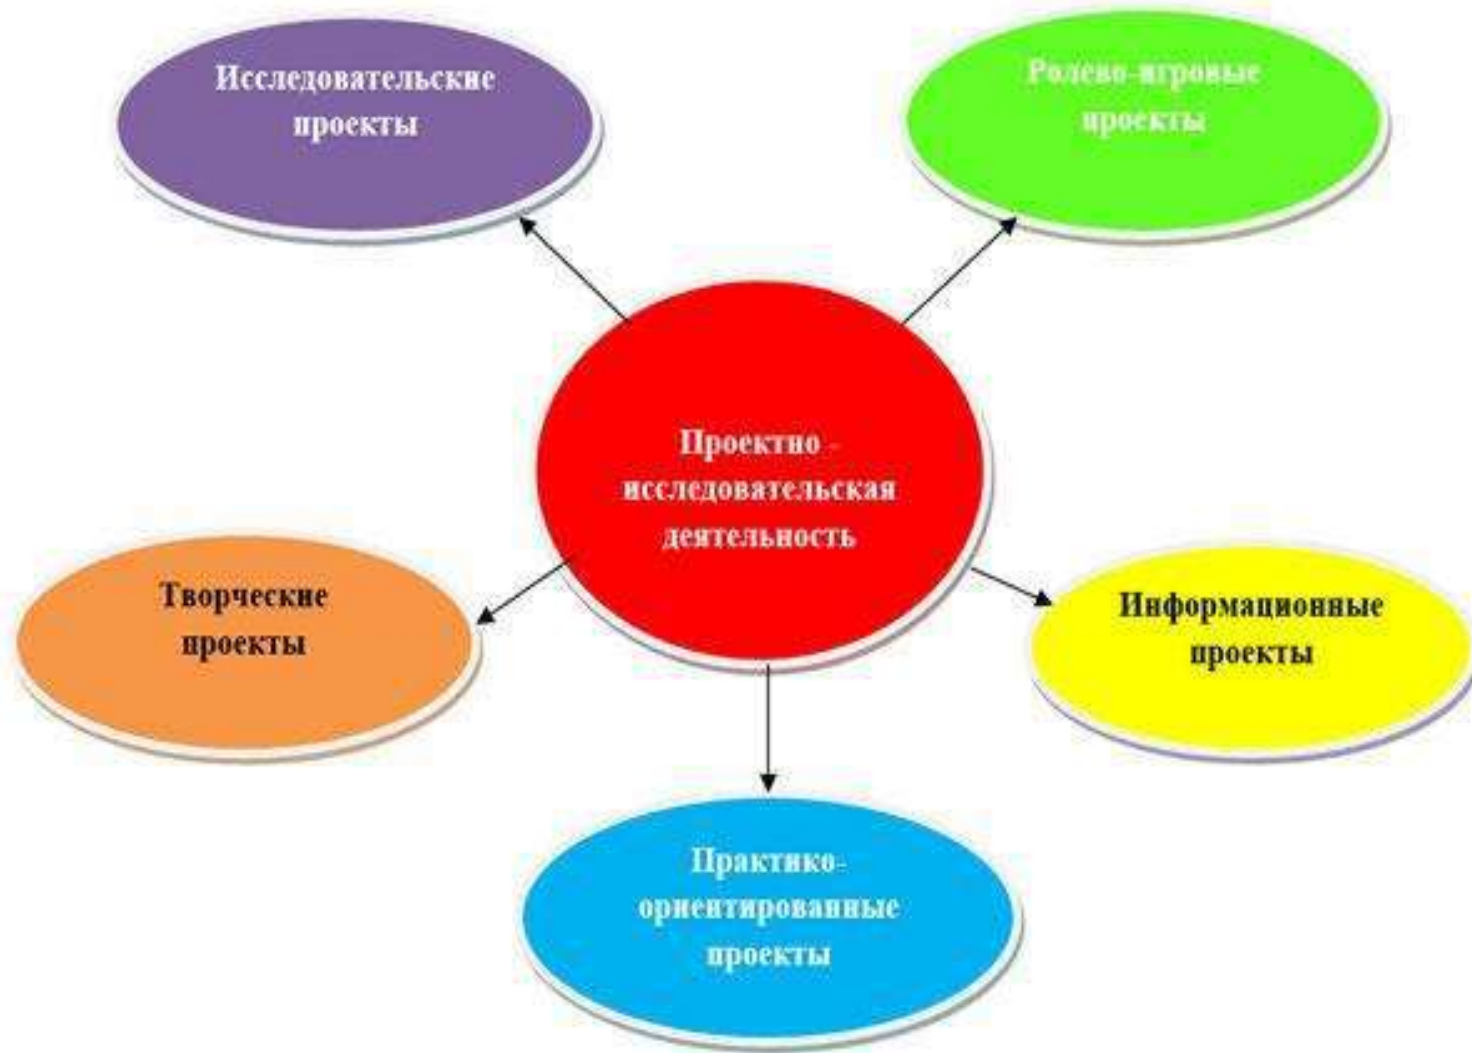 Исследовательские
проекты
Ролево-игровые
проекты
Проектно -
исследовательская
деятельность
Творческие
проекты
Информационные
проекты
Практико-
ориентированные
проекты